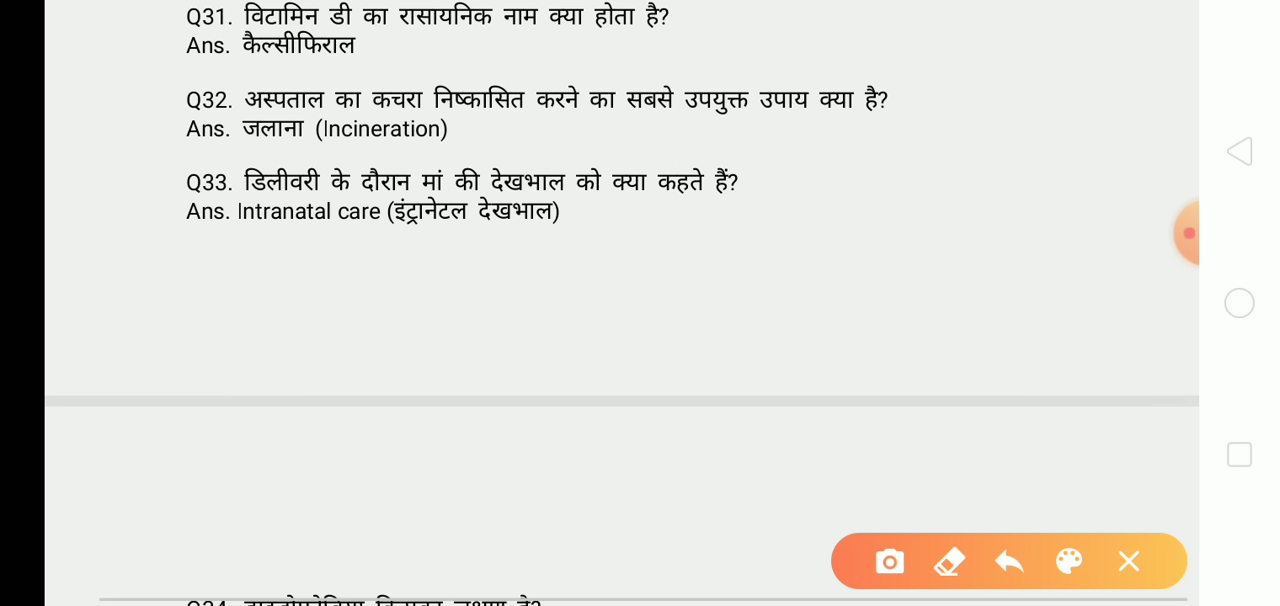 Q31. विटामिन डी का रासायनिक नाम क्या होता है?
Ans. कैल्सीफिराल
Q32. अस्पताल का कचरा निष्कासित करने का सबसे उपयुक्त उपाय क्या है?
Ans. जलाना (Incineration)
Q33. डिलीवरी के दौरान मां की देखभाल को क्या कहते हैं?
Ans. Intranatal care (इंट्रानेटल देखभाल)